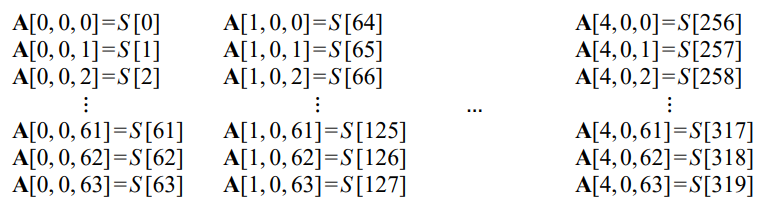 A[0, 0, 0]=S[0] A[1, 0, 0]=S[64] A[4, 0, 0]=S[256]
A[0, 0, 1]=S[1] A[1, 0, 1]=S[65] A[4, 0, 1]=S[257]
A[0, 0, 2]=S[2] A[1, 0, 2]=S[66] A[4, 0, 2]=S[258]
⋮ ⋮ ... ⋮
A[0, 0, 61]=S[61] A[1, 0, 61]=S[125] A[4, 0, 61]=S[317]
A[0, 0, 62]=S[62] A[1, 0, 62]=S[126] A[4, 0, 62]=S[318]
A[0, 0, 63]=S[63] A[1, 0, 63]=S[127] A[4, 0, 63]=S[319]